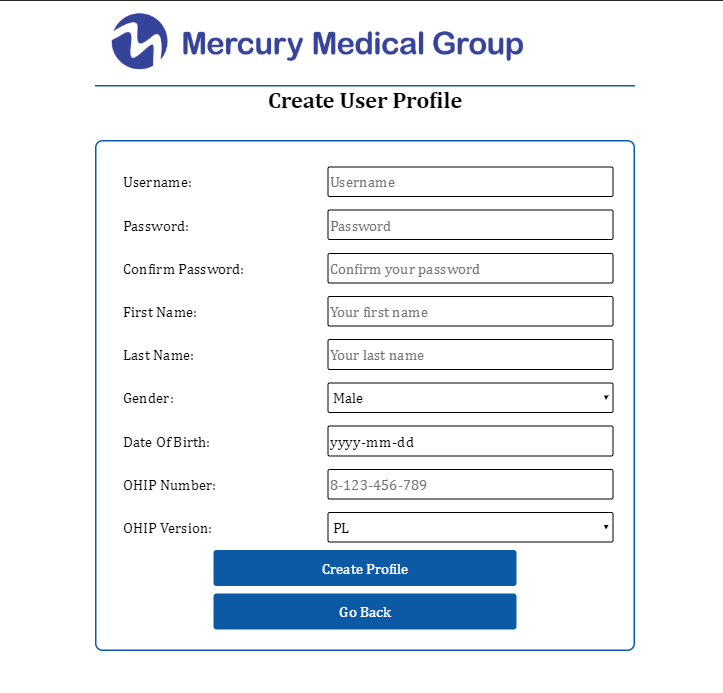 Mercury Medical Group
Create User Profile
Username: Username
Password: Password
Confirm Password: Confirm your password
First Name: Your first name
Last Name: Your last name
Gender: Male
Date Of Birth: yyyy-mm-dd
OHIP Number: 8-123-456-789
OHIP Version: PL
Create Profile
Go Back